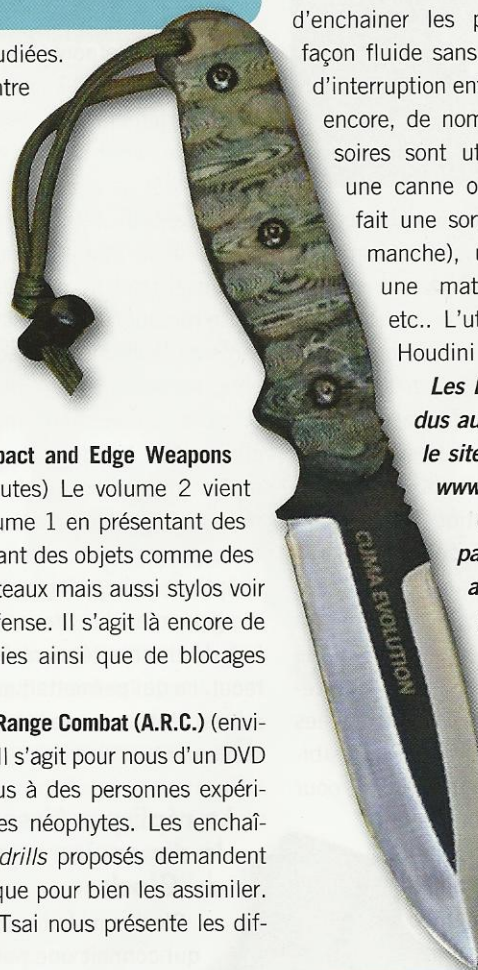 udiées.
ntre
pact and Edge Weapons
utes) Le volume 2 vient
ume 1 en présentant des
ant des objets comme des
teaux mais aussi stylos voir
fense. Il s'agit là encore de
ies ainsi que de blocages
Range Combat (A.R.C.) (envi-
Il s'agit pour nous d'un DVD
us à des personnes expéri-
es néophytes. Les enchaî-
drills proposés demandent
que pour bien les assimiler.
Tsai nous présente les dif-
d'enchainer les p
façon fluide sans
d'interruption ent
encore, de nom
soires sont ut
une canne o
fait une sor
manche), u
une mat
etc.. L'ut
Houdini
Les
dus au
le site
www
pa
a
CUMA EVOLUTION